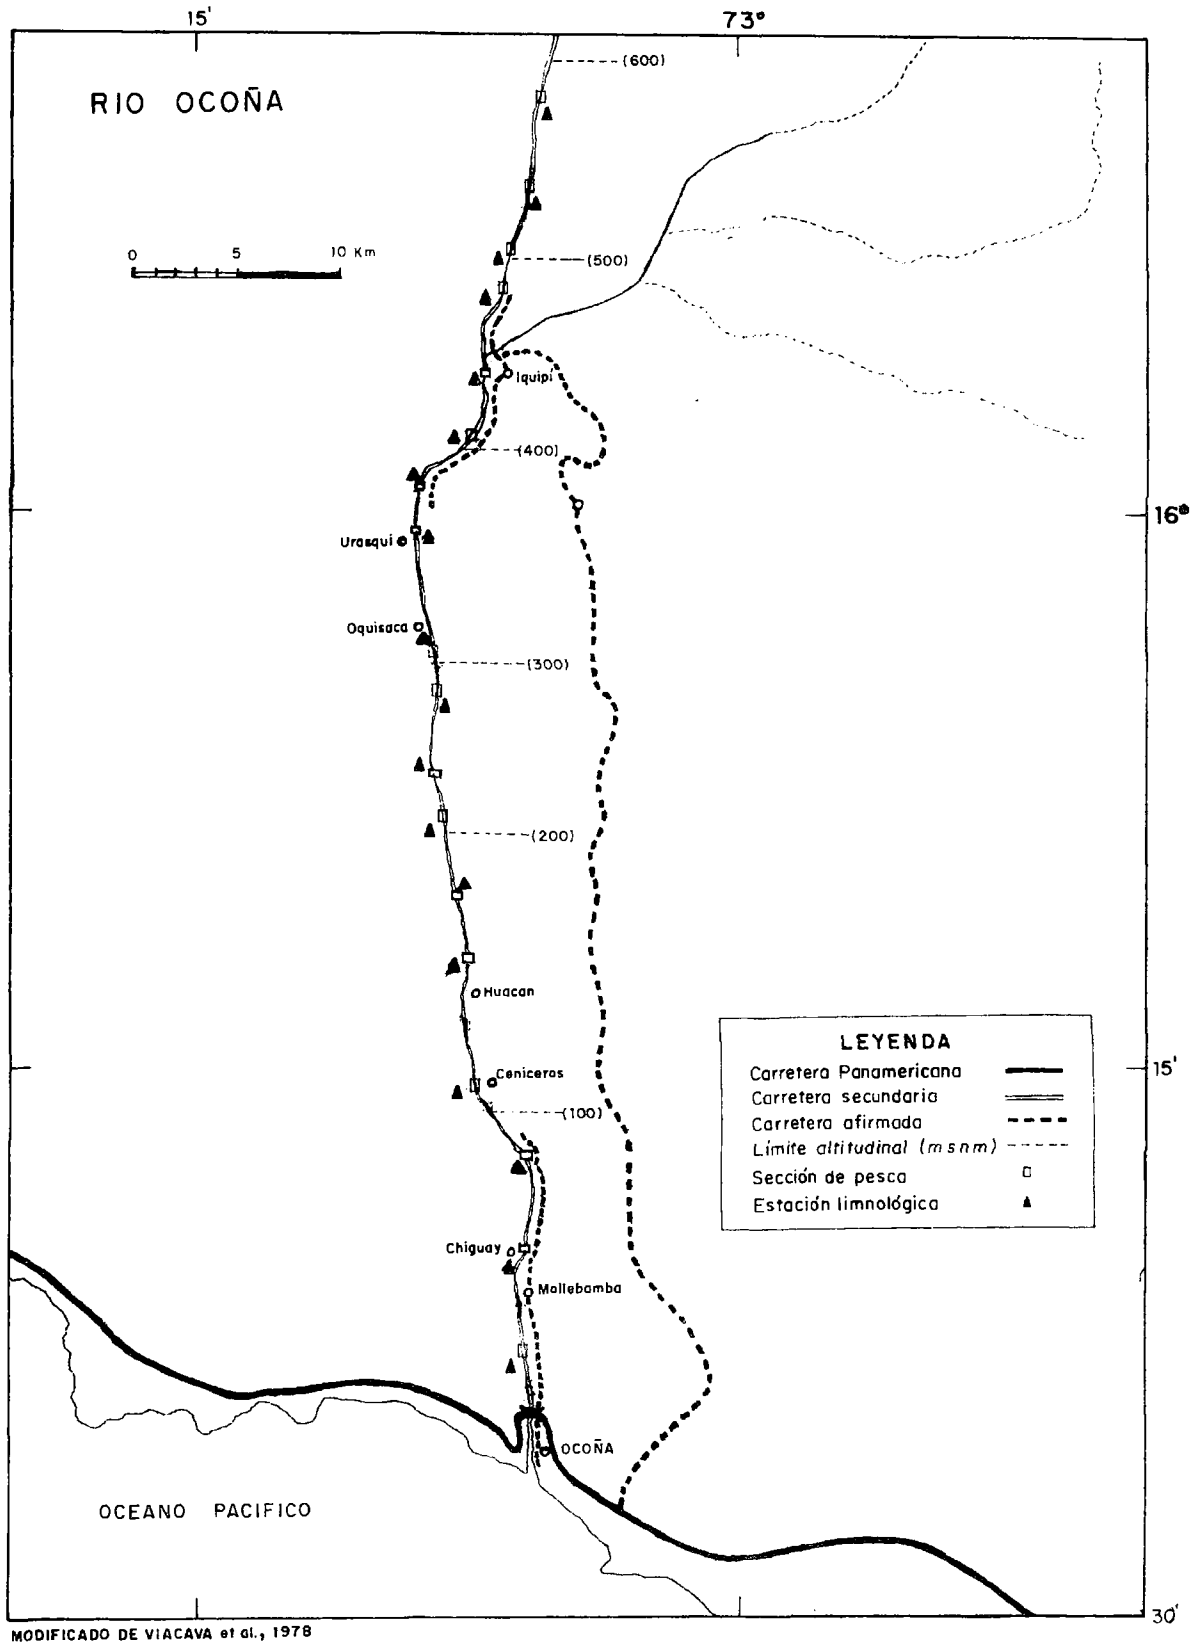 15'
73°
RIO OCOÑA
(600)
0 5 10 Km
(500)
Iquipí
(400)
16°
Urasqui
Oquisaca
(300)
(200)
Huacan
Ceniceros
(100)
15'
LEYENDA
Carretera Panamericana
Carretera secundaria
Carretera afirmada
Límite altitudinal (msnm)
Sección de pesca
Estación limnológica
Chiguay
Mollebamba
OCOÑA
OCEANO PACIFICO
30'
MODIFICADO DE VIACAVA et al., 1978